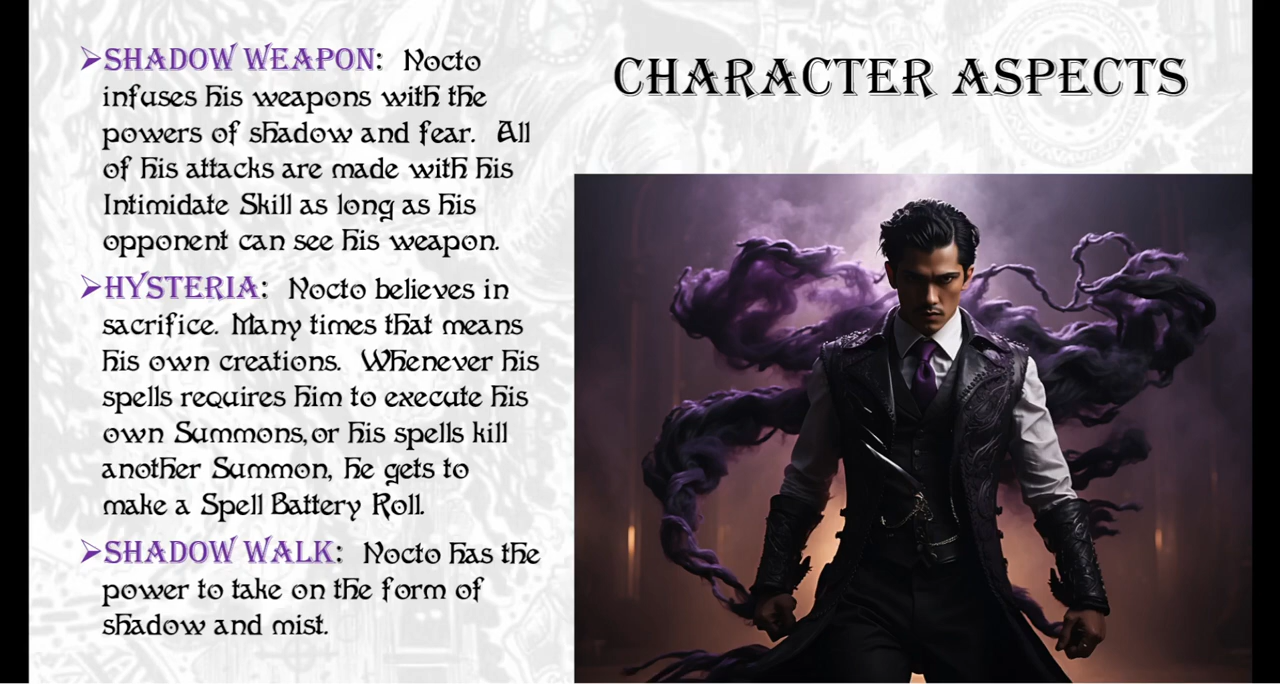 CHARACTER ASPECTS
➢SHADOW WEAPON: Nocto
infuses his weapons with the
powers of shadow and fear. All
of his attacks are made with his
Intimidate Skill as long as his
opponent can see his weapon.
➢HYSTERIA: Nocto believes in
sacrifice. Many times that means
his own creations. Whenever his
spells requires him to execute his
own Summons, or his spells kill
another Summon, he gets to
make a Spell Battery Roll.
➢SHADOW WALK: Nocto has the
power to take on the form of
shadow and mist.